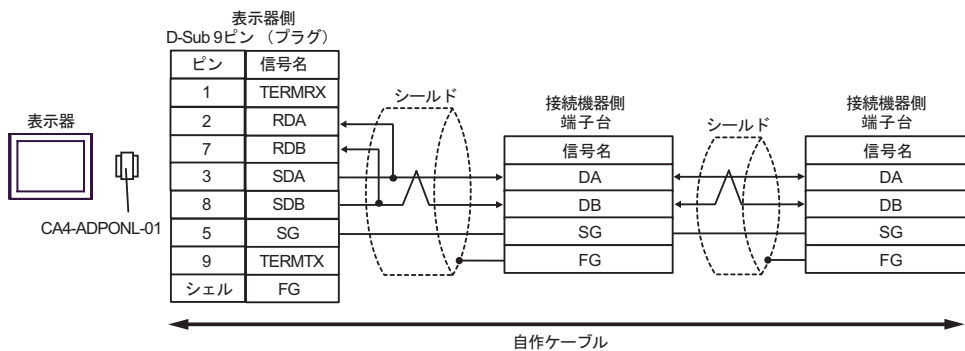 表示器側
D-Sub 9ピン （プラグ）
ピン 信号名
1 TERMRX
2 RDA
7 RDB
3 SDA
8 SDB
5 SG
9 TERMTX
シェル FG
表示器
CA4-ADPONL-01
シールド
接続機器側
端子台
信号名
DA
DB
SG
FG
シールド
接続機器側
端子台
信号名
DA
DB
SG
FG
自作ケーブル